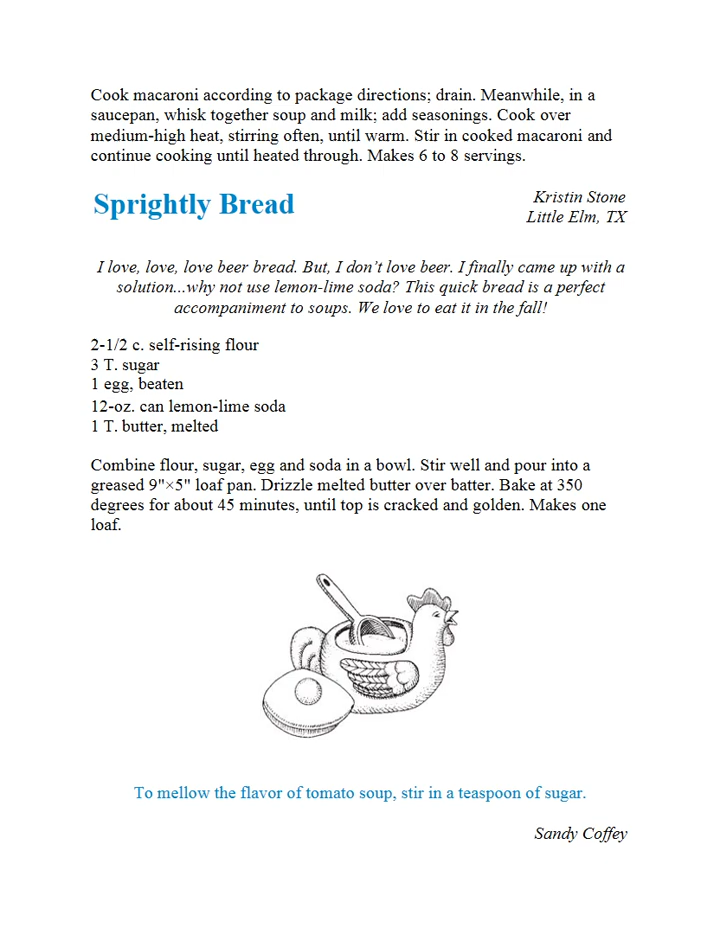 Cook macaroni according to package directions; drain. Meanwhile, in a
saucepan, whisk together soup and milk; add seasonings. Cook over
medium-high heat, stirring often, until warm. Stir in cooked macaroni and
continue cooking until heated through. Makes 6 to 8 servings.
Sprightly Bread
Kristin Stone
Little Elm, TX
I love, love, love beer bread. But, I don’t love beer. I finally came up with a
solution...why not use lemon-lime soda? This quick bread is a perfect
accompaniment to soups. We love to eat it in the fall!
2-1/2 c. self-rising flour
3 T. sugar
1 egg, beaten
12-oz. can lemon-lime soda
1 T. butter, melted
Combine flour, sugar, egg and soda in a bowl. Stir well and pour into a
greased 9"×5" loaf pan. Drizzle melted butter over batter. Bake at 350
degrees for about 45 minutes, until top is cracked and golden. Makes one
loaf.
To mellow the flavor of tomato soup, stir in a teaspoon of sugar.
Sandy Coffey